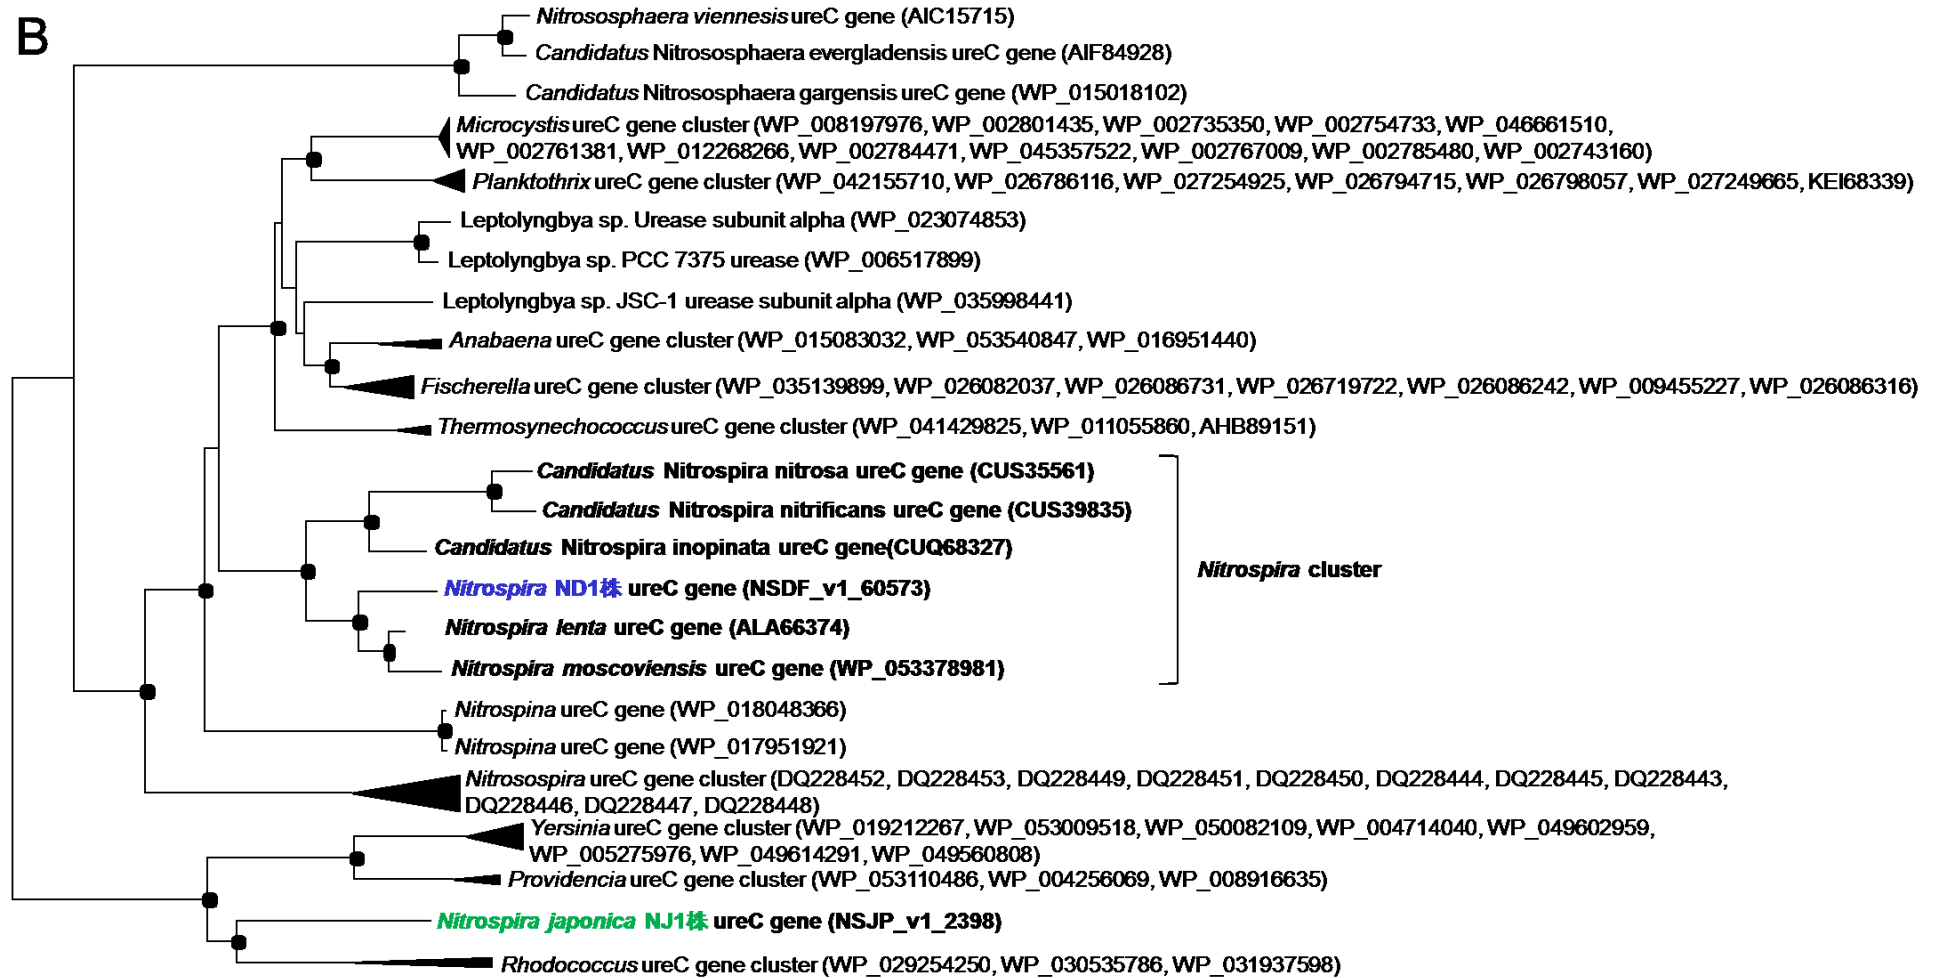 B
Nitrososphaera viennesis ureC gene (AIC15715)
Candidatus Nitrososphaera evergladensis ureC gene (AIF84928)
Candidatus Nitrososphaera gargensis ureC gene (WP_015018102)
Microcystis ureC gene cluster (WP_008197976, WP_002801435, WP_002735350, WP_002754733, WP_046661510,
WP_002761381, WP_012268266, WP_002784471, WP_045357522, WP_002767009, WP_002785480, WP_002743160)
Planktothrix ureC gene cluster (WP_042155710, WP_026786116, WP_027254925, WP_026794715, WP_026798057, WP_027249665, KEI68339)
Leptolyngbya sp. Urease subunit alpha (WP_023074853)
Leptolyngbya sp. PCC 7375 urease (WP_006517899)
Leptolyngbya sp. JSC-1 urease subunit alpha (WP_035998441)
Anabaena ureC gene cluster (WP_015083032, WP_053540847, WP_016951440)
Fischerella ureC gene cluster (WP_035139899, WP_026082037, WP_026086731, WP_026719722, WP_026086242, WP_009455227, WP_026086316)
Thermosynechococcus ureC gene cluster (WP_041429825, WP_011055860, AHB89151)
Candidatus Nitrospira nitrosa ureC gene (CUS35561)
Candidatus Nitrospira nitrificans ureC gene (CUS39835)
Candidatus Nitrospira inopinata ureC gene(CUQ68327)
Nitrospira ND1株 ureC gene (NSDF_v1_60573)
Nitrospira lenta ureC gene (ALA66374)
Nitrospira moscoviensis ureC gene (WP_053378981)
Nitrospira cluster
Nitrospina ureC gene (WP_018048366)
Nitrospina ureC gene (WP_017951921)
Nitrosospira ureC gene cluster (DQ228452, DQ228453, DQ228449, DQ228451, DQ228450, DQ228444, DQ228445, DQ228443,
DQ228446, DQ228447, DQ228448)
Yersinia ureC gene cluster (WP_019212267, WP_053009518, WP_050082109, WP_004714040, WP_049602959,
WP_005275976, WP_049614291, WP_049560808)
Providencia ureC gene cluster (WP_053110486, WP_004256069, WP_008916635)
Nitrospira japonica NJ1株 ureC gene (NSJP_v1_2398)
Rhodococcus ureC gene cluster (WP_029254250, WP_030535786, WP_031937598)